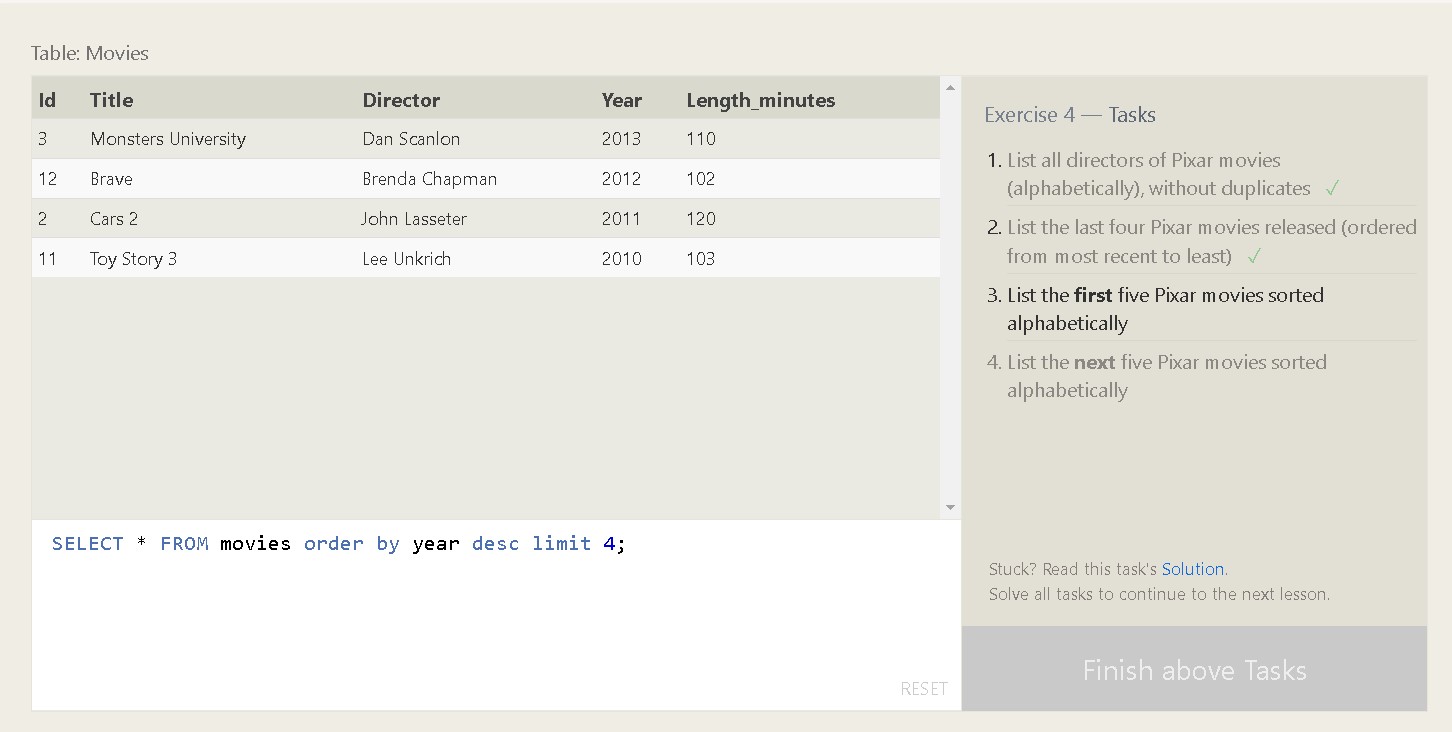 Table: Movies
Id Title Director Year Length_minutes
3 Monsters University Dan Scanlon 2013 110
12 Brave Brenda Chapman 2012 102
2 Cars 2 John Lasseter 2011 120
11 Toy Story 3 Lee Unkrich 2010 103
SELECT * FROM movies order by year desc limit 4;
RESET
Exercise 4 — Tasks
1. List all directors of Pixar movies
(alphabetically), without duplicates ✓
2. List the last four Pixar movies released (ordered
from most recent to least) ✓
3. List the first five Pixar movies sorted
alphabetically
4. List the next five Pixar movies sorted
alphabetically
Stuck? Read this task's Solution.
Solve all tasks to continue to the next lesson.
Finish above Tasks